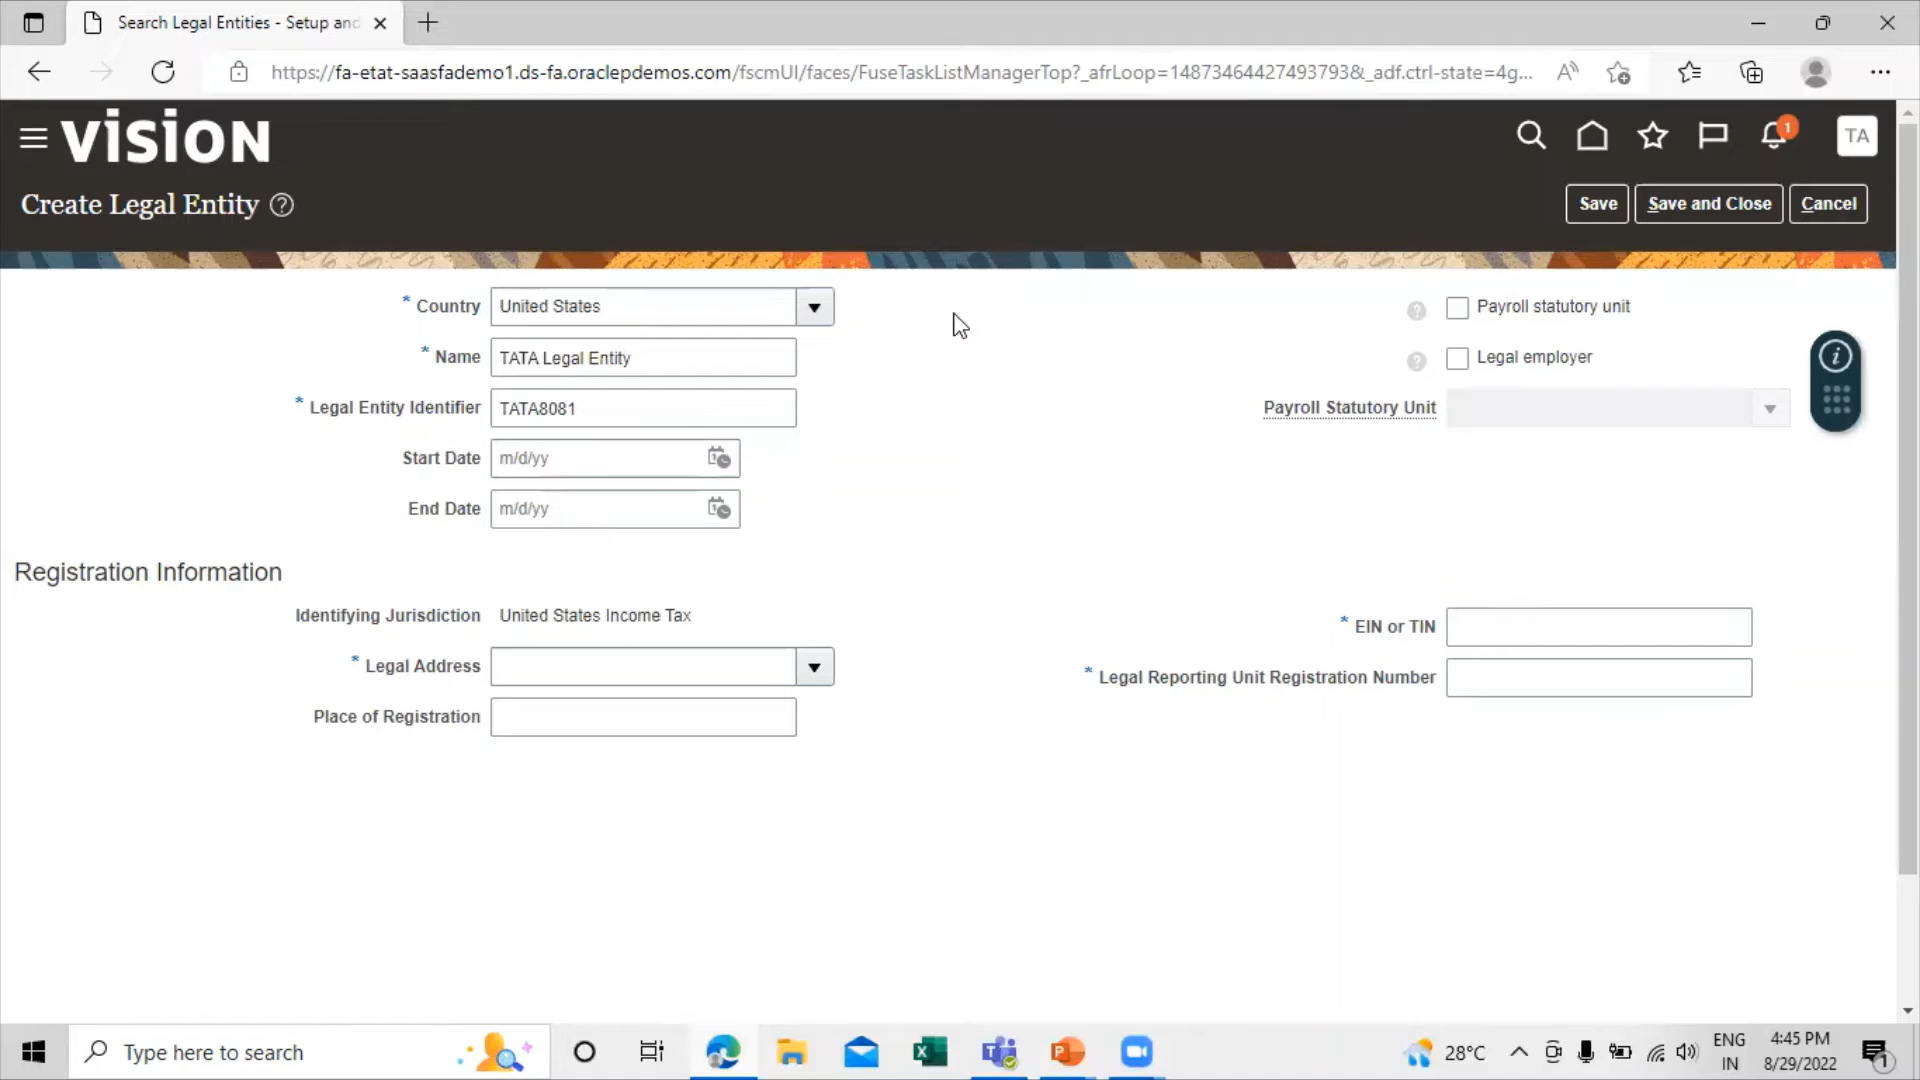 Search Legal Entities - Setup and
https://fa-etat-saasfademo1.ds-fa.oraclepdemos.com/fscmUI/faces/FuseTaskListManagerTop?_afrLoop=14873464427493793&_adf.ctrl-state=4g...
VISION
1
TA
Create Legal Entity ?
Save
Save and Close
Cancel
* Country United States
? Payroll statutory unit
* Name TATA Legal Entity
? Legal employer
* Legal Entity Identifier TATA8081
Payroll Statutory Unit
Start Date m/d/yy
End Date m/d/yy
Registration Information
Identifying Jurisdiction United States Income Tax
* EIN or TIN
* Legal Address
* Legal Reporting Unit Registration Number
Place of Registration
Type here to search
28°C
ENG
IN
4:45 PM
8/29/2022
1